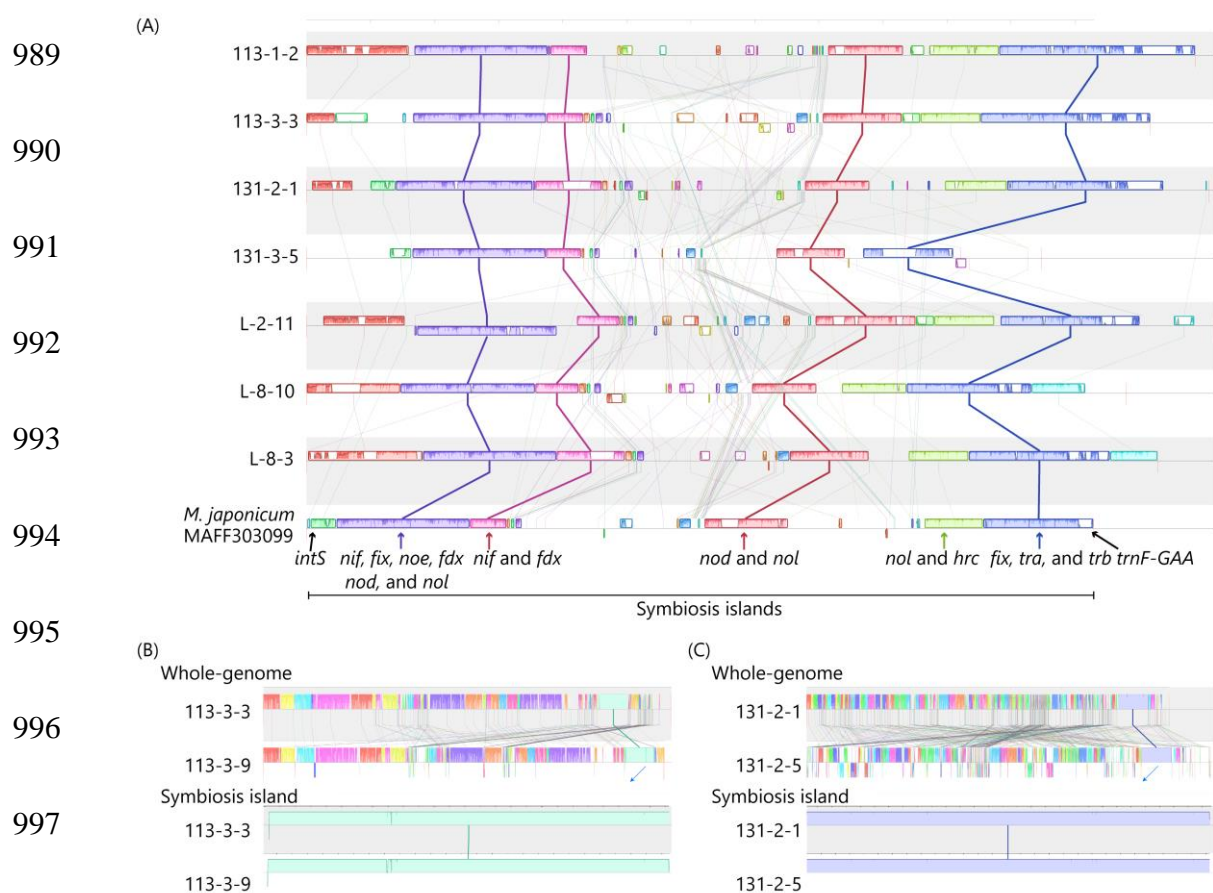 (A)
989
113-1-2
113-3-3
990
131-2-1
991
131-3-5
L-2-11
992
L-8-10
993
L-8-3
M. japonicum
994
MAFF303099
intS
nif, fix, noe, fdx
nod, and nol
nif and fdx
nod and nol
nol and hrc
fix, tra, and trb
trnF-GAA
Symbiosis islands
995
(B)
Whole-genome
113-3-3
996
113-3-9
Symbiosis island
997
113-3-3
113-3-9
(C)
Whole-genome
131-2-1
131-2-5
Symbiosis island
131-2-1
131-2-5